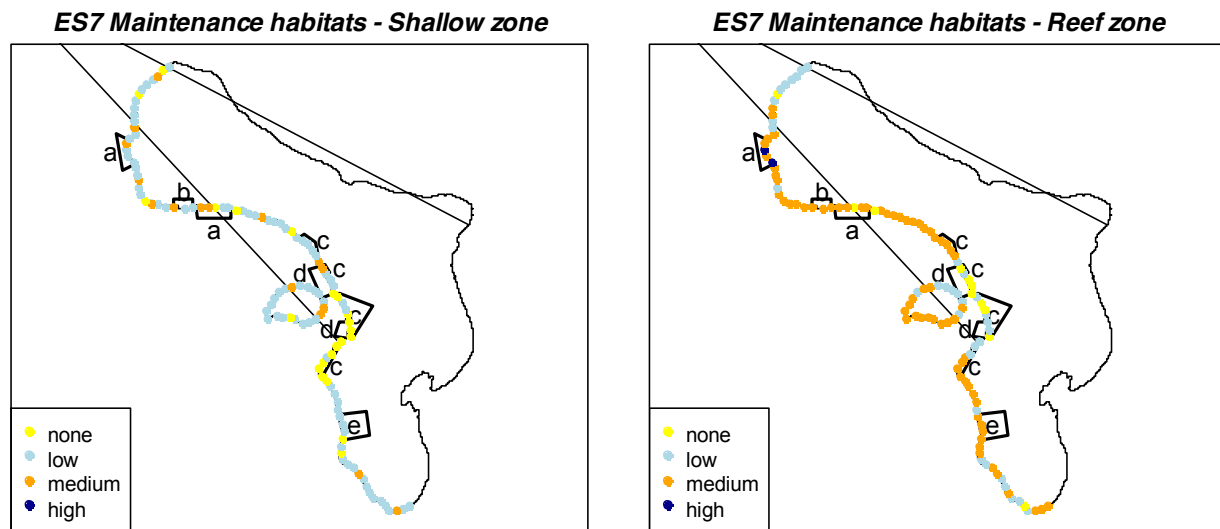 ES7 Maintenance habitats - Shallow zone
a
b
a
c
d
c
c
d
c
e
none
low
medium
high
ES7 Maintenance habitats - Reef zone
a
b
a
c
d
c
c
d
c
e
none
low
medium
high